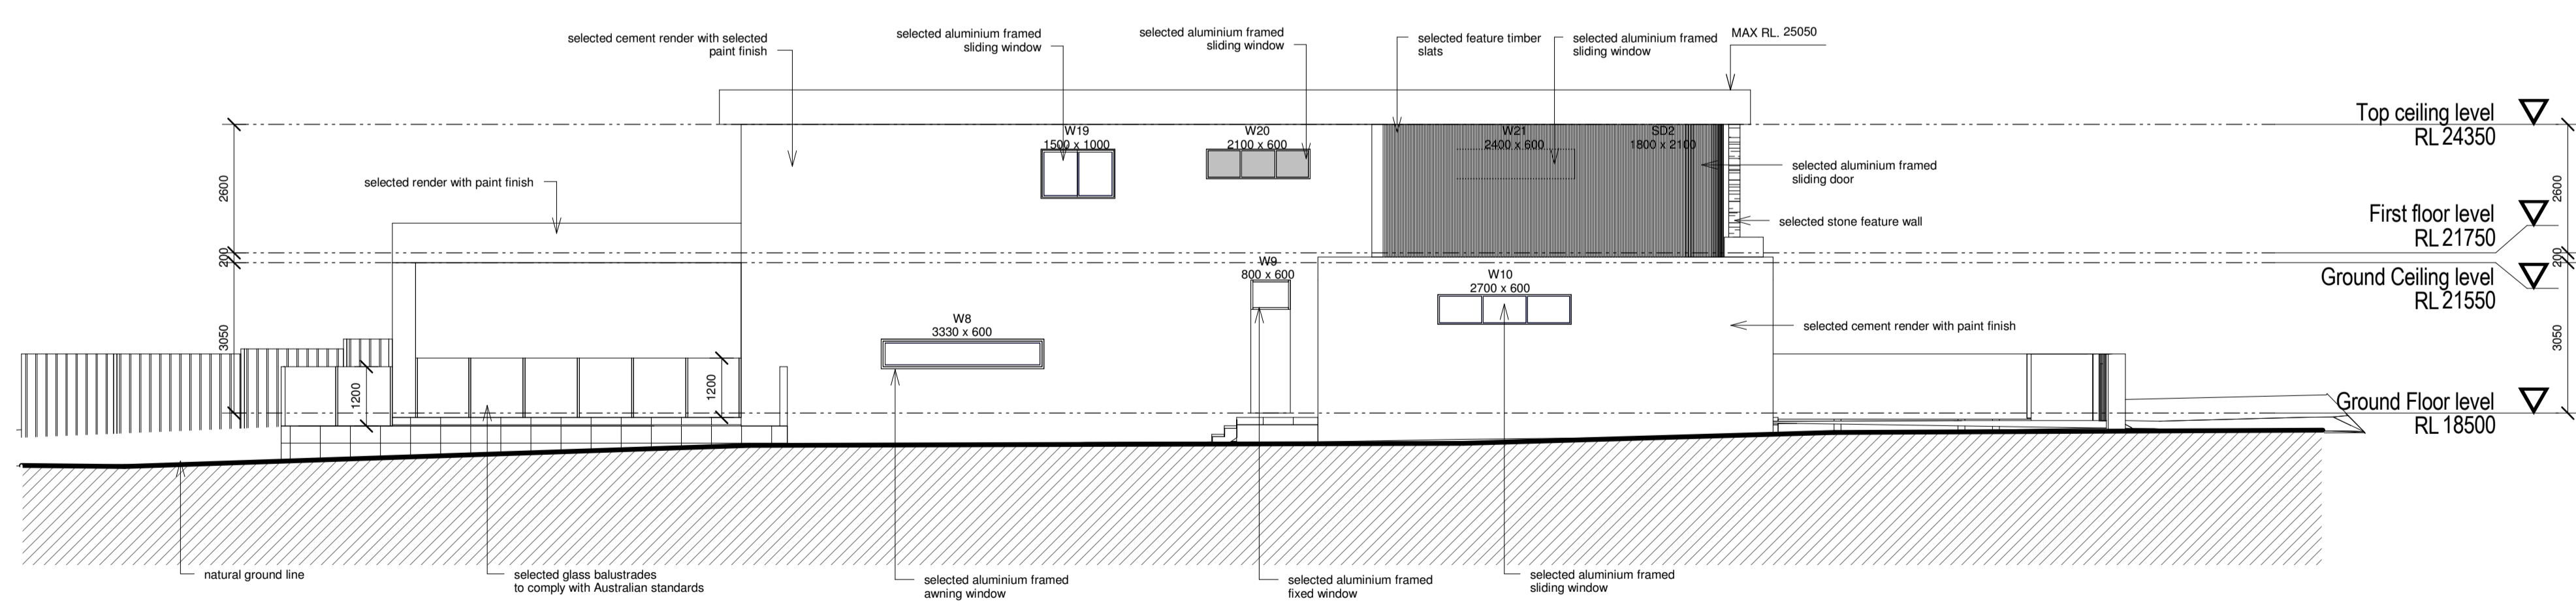 selected cement render with selected
paint finish
selected aluminium framed
sliding window
selected aluminium framed
sliding window
selected feature timber
slats
selected aluminium framed
sliding window
MAX RL. 25050
Top ceiling level
RL 24350
W19
1500 x 1000
W20
2100 x 600
W21
2400 x 600
SD2
1800 x 2100
selected aluminium framed
sliding door
selected render with paint finish
2600
2600
selected stone feature wall
First floor level
RL 21750
200
200
W9
800 x 600
W10
2700 x 600
Ground Ceiling level
RL 21550
W8
3330 x 600
selected cement render with paint finish
3050
3050
1200
1200
Ground Floor level
RL 18500
natural ground line
selected glass balustrades
to comply with Australian standards
selected aluminium framed
awning window
selected aluminium framed
fixed window
selected aluminium framed
sliding window